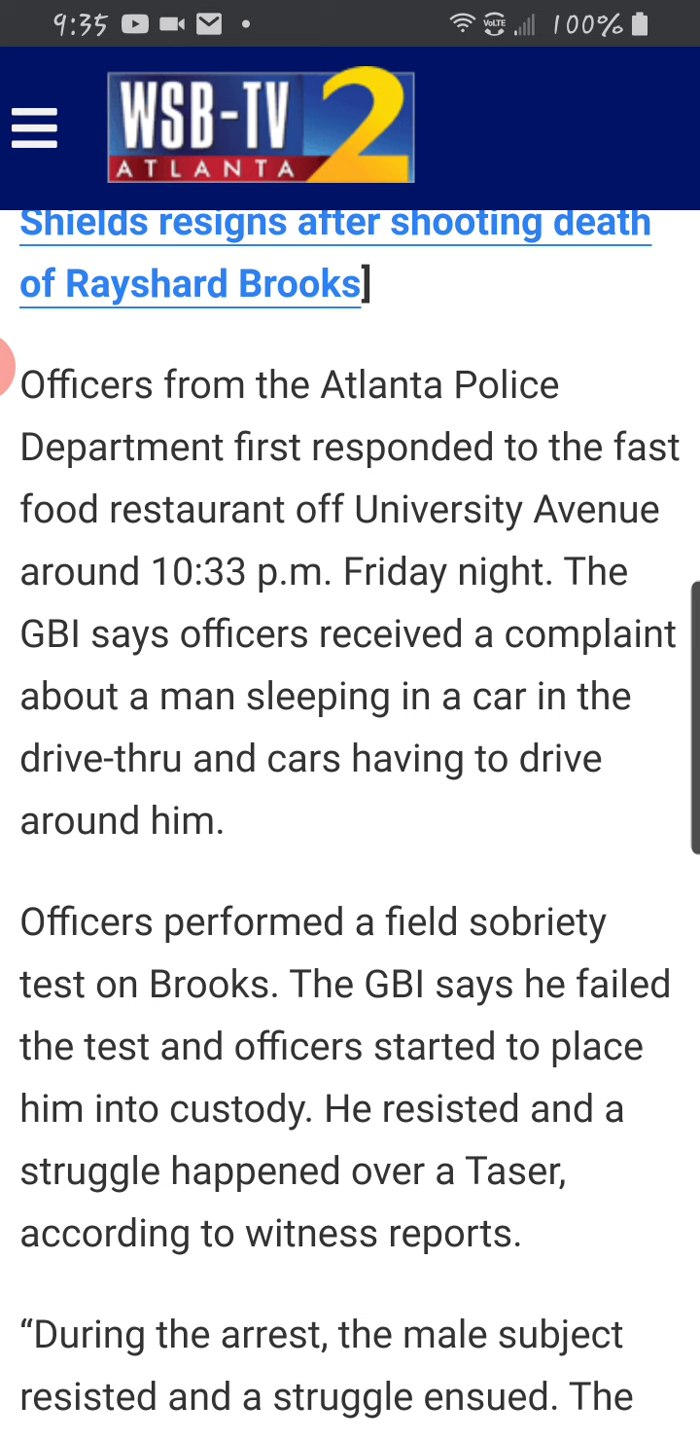 9:35
VoLTE
100%
WSB-TV 2
ATLANTA
Shields resigns after shooting death
of Rayshard Brooks]
Officers from the Atlanta Police
Department first responded to the fast
food restaurant off University Avenue
around 10:33 p.m. Friday night. The
GBI says officers received a complaint
about a man sleeping in a car in the
drive-thru and cars having to drive
around him.
Officers performed a field sobriety
test on Brooks. The GBI says he failed
the test and officers started to place
him into custody. He resisted and a
struggle happened over a Taser,
according to witness reports.
“During the arrest, the male subject
resisted and a struggle ensued. The